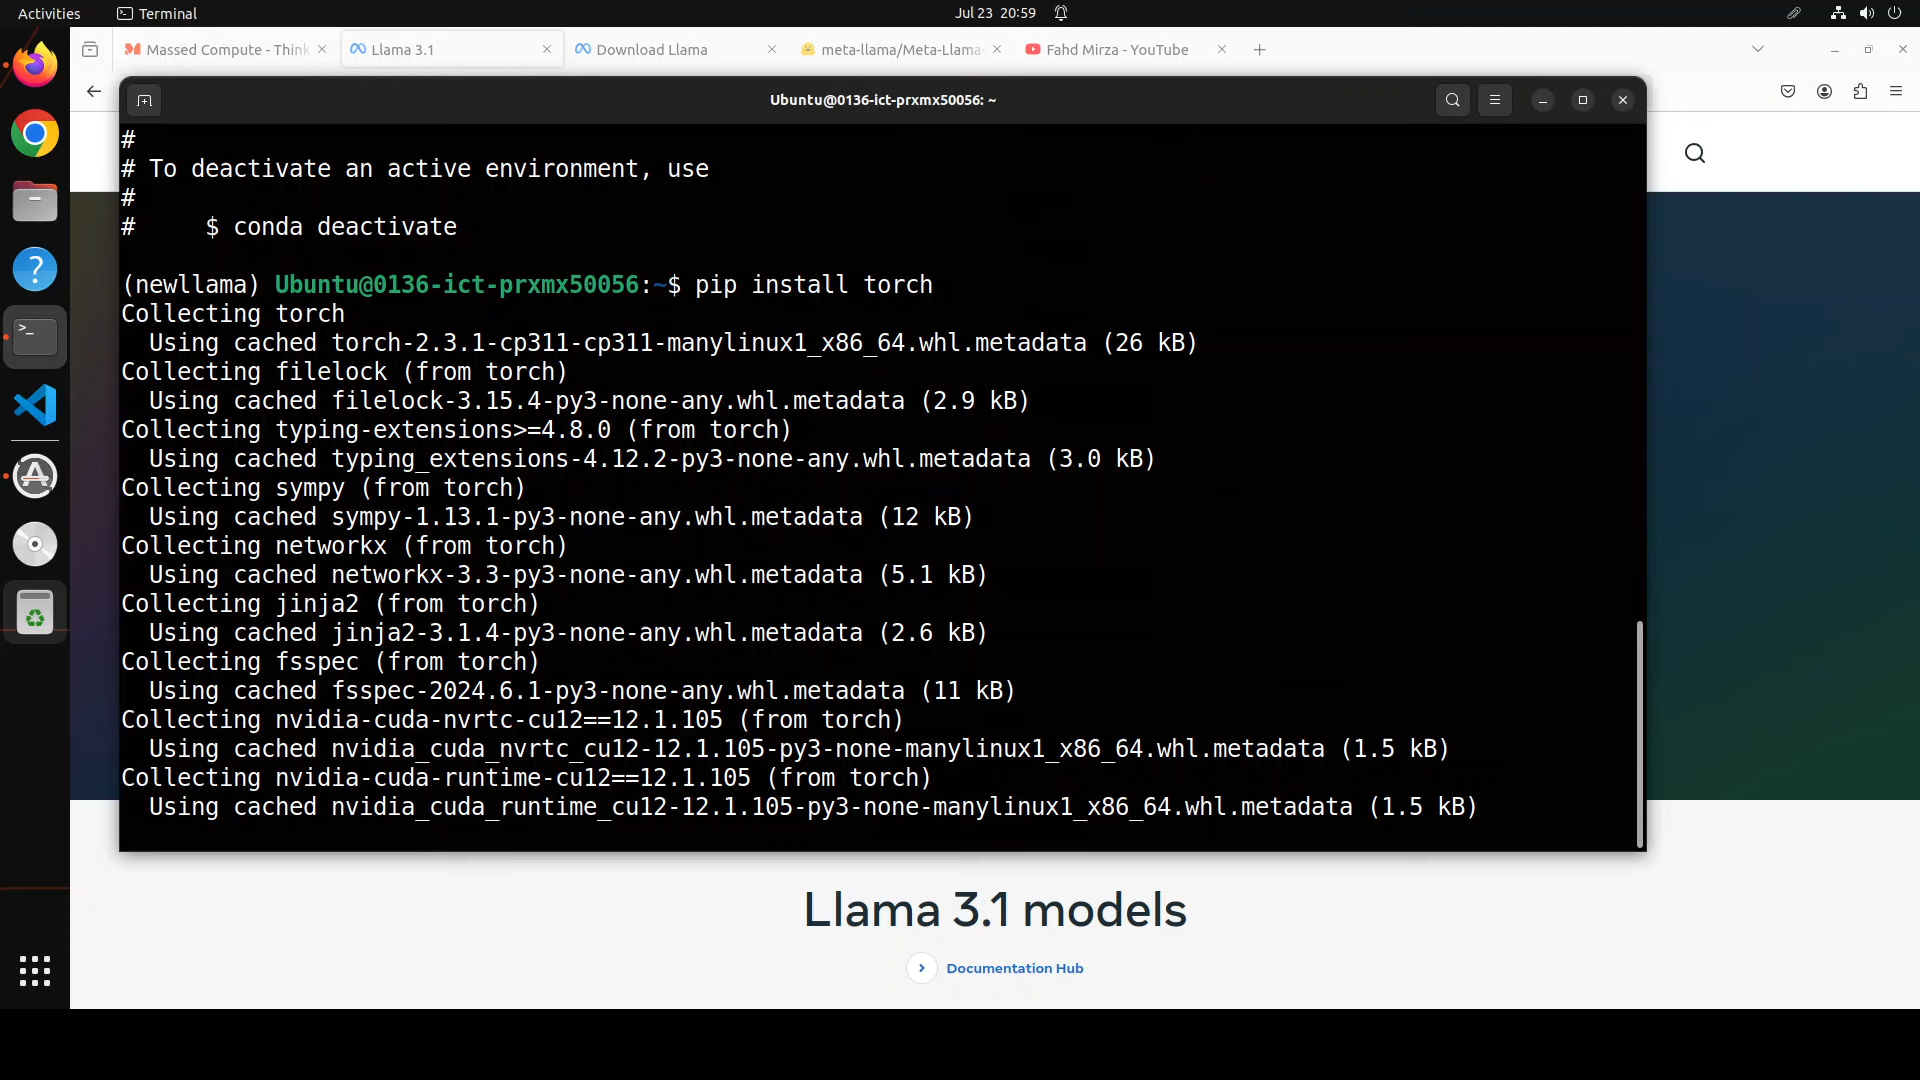 Activities
Terminal
Jul 23 20:59
Massed Compute - Think
Llama 3.1
Download Llama
meta-llama/Meta-Llama-
Fahd Mirza - YouTube
Ubuntu@0136-ict-prxmx50056: ~
#
# To deactivate an active environment, use
#
#     $ conda deactivate
(newllama) Ubuntu@0136-ict-prxmx50056:~$ pip install torch
Collecting torch
  Using cached torch-2.3.1-cp311-cp311-manylinux1_x86_64.whl.metadata (26 kB)
Collecting filelock (from torch)
  Using cached filelock-3.15.4-py3-none-any.whl.metadata (2.9 kB)
Collecting typing-extensions>=4.8.0 (from torch)
  Using cached typing_extensions-4.12.2-py3-none-any.whl.metadata (3.0 kB)
Collecting sympy (from torch)
  Using cached sympy-1.13.1-py3-none-any.whl.metadata (12 kB)
Collecting networkx (from torch)
  Using cached networkx-3.3-py3-none-any.whl.metadata (5.1 kB)
Collecting jinja2 (from torch)
  Using cached jinja2-3.1.4-py3-none-any.whl.metadata (2.6 kB)
Collecting fsspec (from torch)
  Using cached fsspec-2024.6.1-py3-none-any.whl.metadata (11 kB)
Collecting nvidia-cuda-nvrtc-cu12==12.1.105 (from torch)
  Using cached nvidia_cuda_nvrtc_cu12-12.1.105-py3-none-manylinux1_x86_64.whl.metadata (1.5 kB)
Collecting nvidia-cuda-runtime-cu12==12.1.105 (from torch)
  Using cached nvidia_cuda_runtime_cu12-12.1.105-py3-none-manylinux1_x86_64.whl.metadata (1.5 kB)
Llama 3.1 models
Documentation Hub